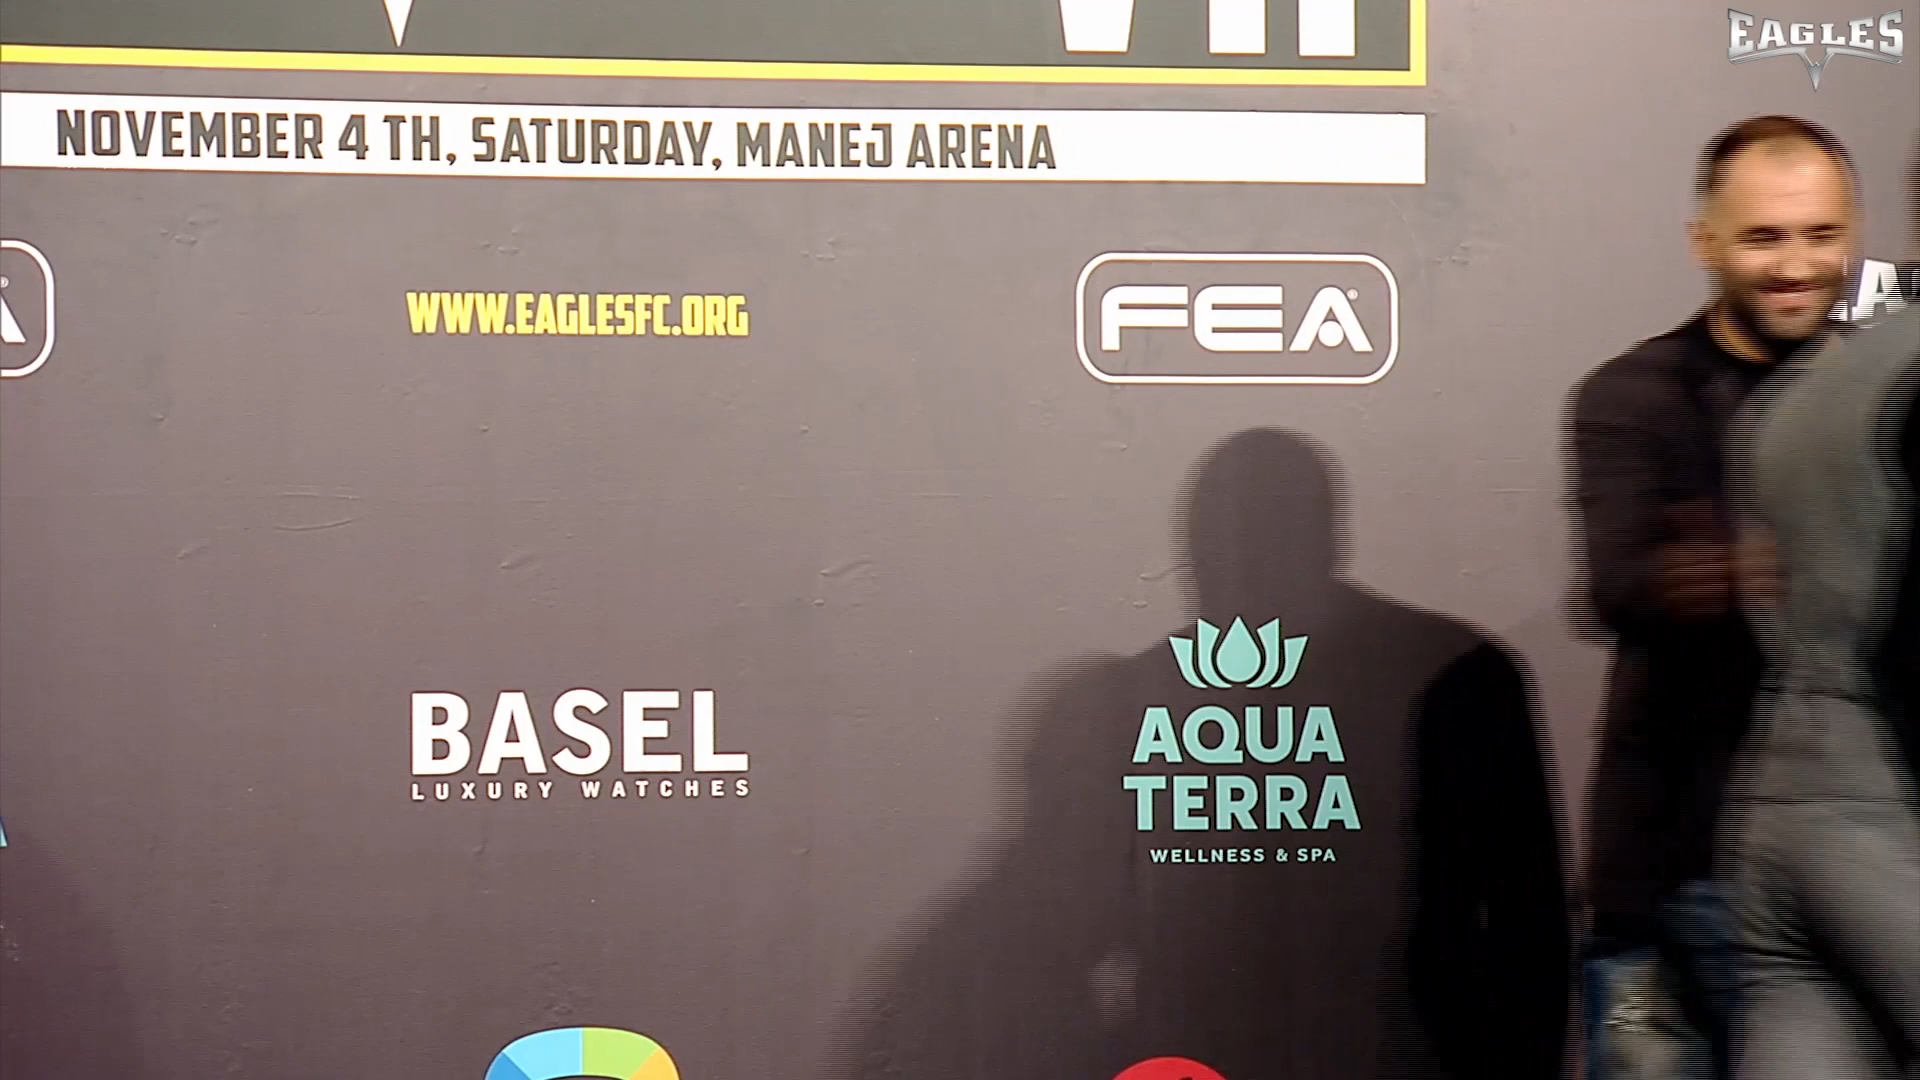 EAGLES
NOVEMBER 4 TH, SATURDAY, MANEJ ARENA
WWW.EAGLESFC.ORG
FEA
BASEL
LUXURY WATCHES
AQUA
TERRA
WELLNESS & SPA